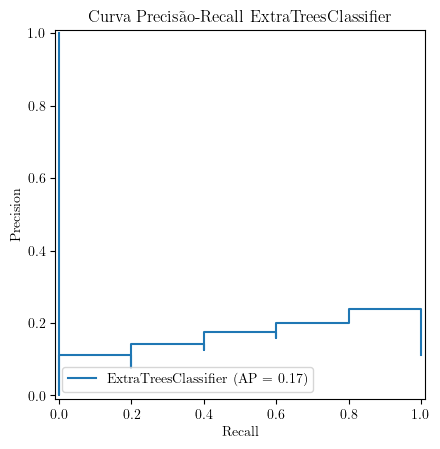 Curva Precisão-Recall ExtraTreesClassifier
1.0
0.8
0.6
0.4
0.2
0.0
Precision
ExtraTreesClassifier (AP = 0.17)
0.0 0.2 0.4 0.6 0.8 1.0
Recall